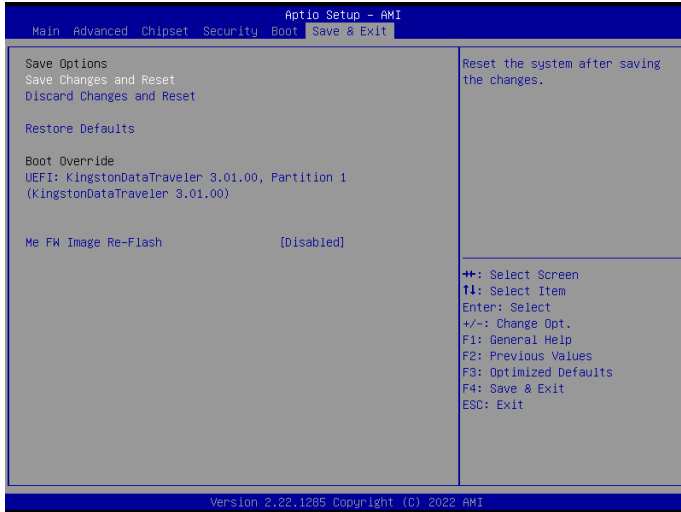 Aptio Setup - AMI
Main Advanced Chipset Security Boot Save & Exit
Save Options
Save Changes and Reset
Discard Changes and Reset
Restore Defaults
Boot Override
UEFI: KingstonDataTraveler 3.01.00, Partition 1
(KingstonDataTraveler 3.01.00)
Me FW Image Re-Flash [Disabled]
Reset the system after saving
the changes.
→←: Select Screen
↑↓: Select Item
Enter: Select
+/-: Change Opt.
F1: General Help
F2: Previous Values
F3: Optimized Defaults
F4: Save & Exit
ESC: Exit
Version 2.22.1285 Copyright (C) 2022 AMI